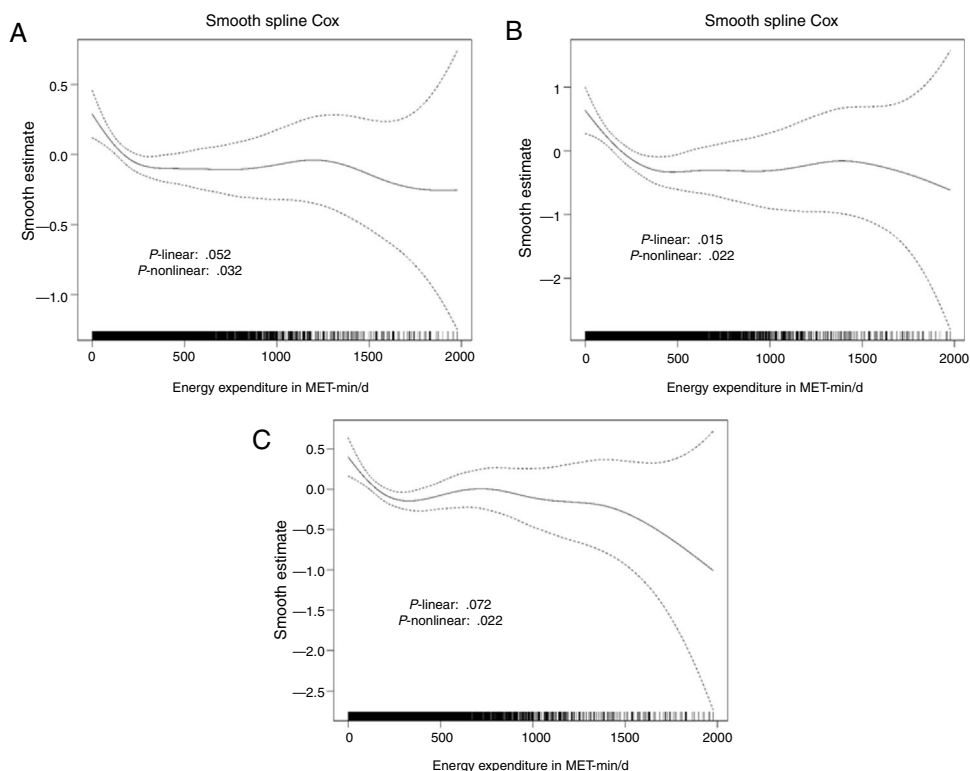 A
Smooth spline Cox
Smooth estimate
0.5
0.0
—0.5
—1.0
P-linear: .052
P-nonlinear: .032
0 500 1000 1500 2000
Energy expenditure in MET-min/d
B
Smooth spline Cox
Smooth estimate
1
0
—1
—2
P-linear: .015
P-nonlinear: .022
0 500 1000 1500 2000
Energy expenditure in MET-min/d
C
Smooth estimate
0.5
0.0
—0.5
—1.0
—1.5
—2.0
—2.5
P-linear: .072
P-nonlinear: .022
0 500 1000 1500 2000
Energy expenditure in MET-min/d